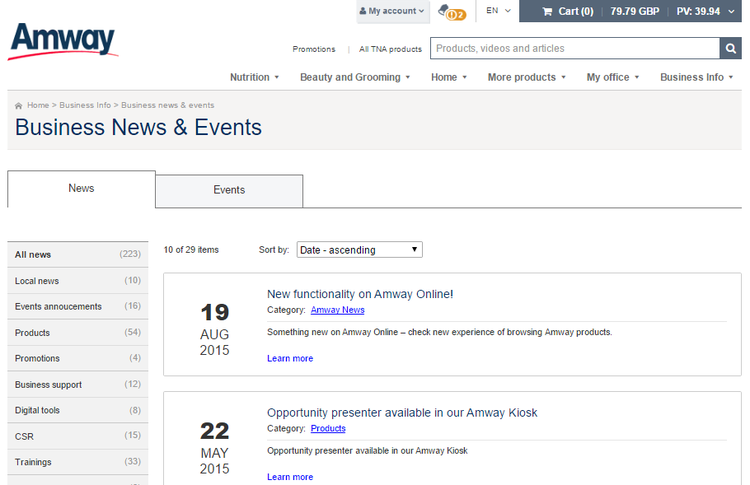 My account
2
EN
Cart (0) | 79.79 GBP | PV: 39.94
Amway
Promotions | All TNA products
Products, videos and articles
Nutrition
Beauty and Grooming
Home
More products
My office
Business Info
Home > Business Info > Business news & events
Business News & Events
News
Events
10 of 29 items
Sort by:
Date - ascending
All news (223)
Local news (10)
Events annoucements (16)
Products (54)
Promotions (4)
Business support (12)
Digital tools (8)
CSR (15)
Trainings (33)
19
AUG
2015
New functionality on Amway Online!
Category: Amway News
Something new on Amway Online – check new experience of browsing Amway products.
Learn more
22
MAY
2015
Opportunity presenter available in our Amway Kiosk
Category: Products
Opportunity presenter available in our Amway Kiosk
Learn more